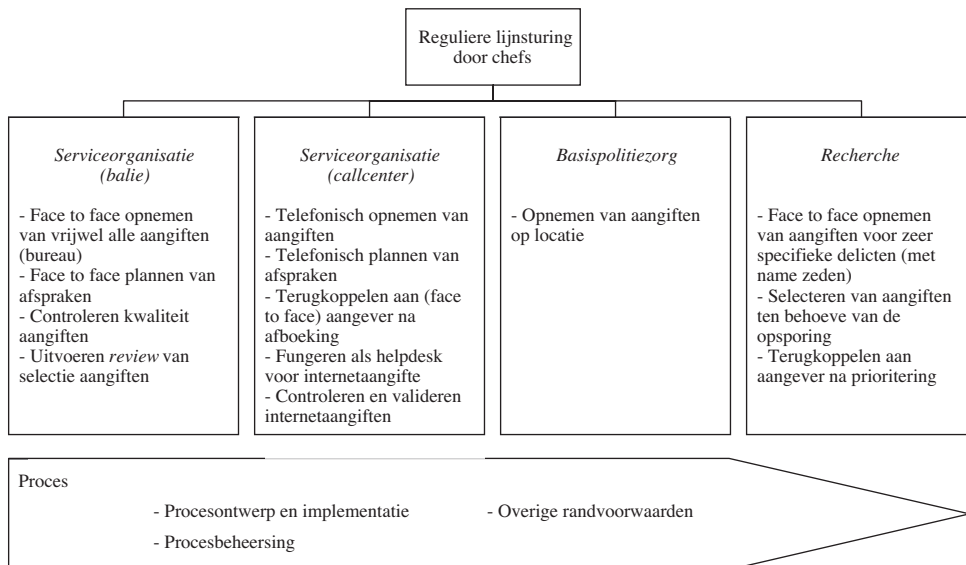 Reguliere lijnsturing
door chefs
Serviceorganisatie
(balie)
- Face to face opnemen
van vrijwel alle aangiften
(bureau)
- Face to face plannen van
afspraken
- Controleren kwaliteit
aangiften
- Uitvoeren review van
selectie aangiften
Serviceorganisatie
(callcenter)
- Telefonisch opnemen van
aangiften
- Telefonisch plannen van
afspraken
- Terugkoppelen aan (face
to face) aangever na
afboeking
- Fungeren als helpdesk
voor internetaangifte
- Controleren en valideren
internetaangiften
Basispolitiezorg
- Opnemen van aangiften
op locatie
Recherche
- Face to face opnemen
van aangiften voor zeer
specifieke delicten (met
name zeden)
- Selecteren van aangiften
ten behoeve van de
opsporing
- Terugkoppelen aan
aangever na prioritering
Proces
- Procesontwerp en implementatie
- Procesbeheersing
- Overige randvoorwaarden